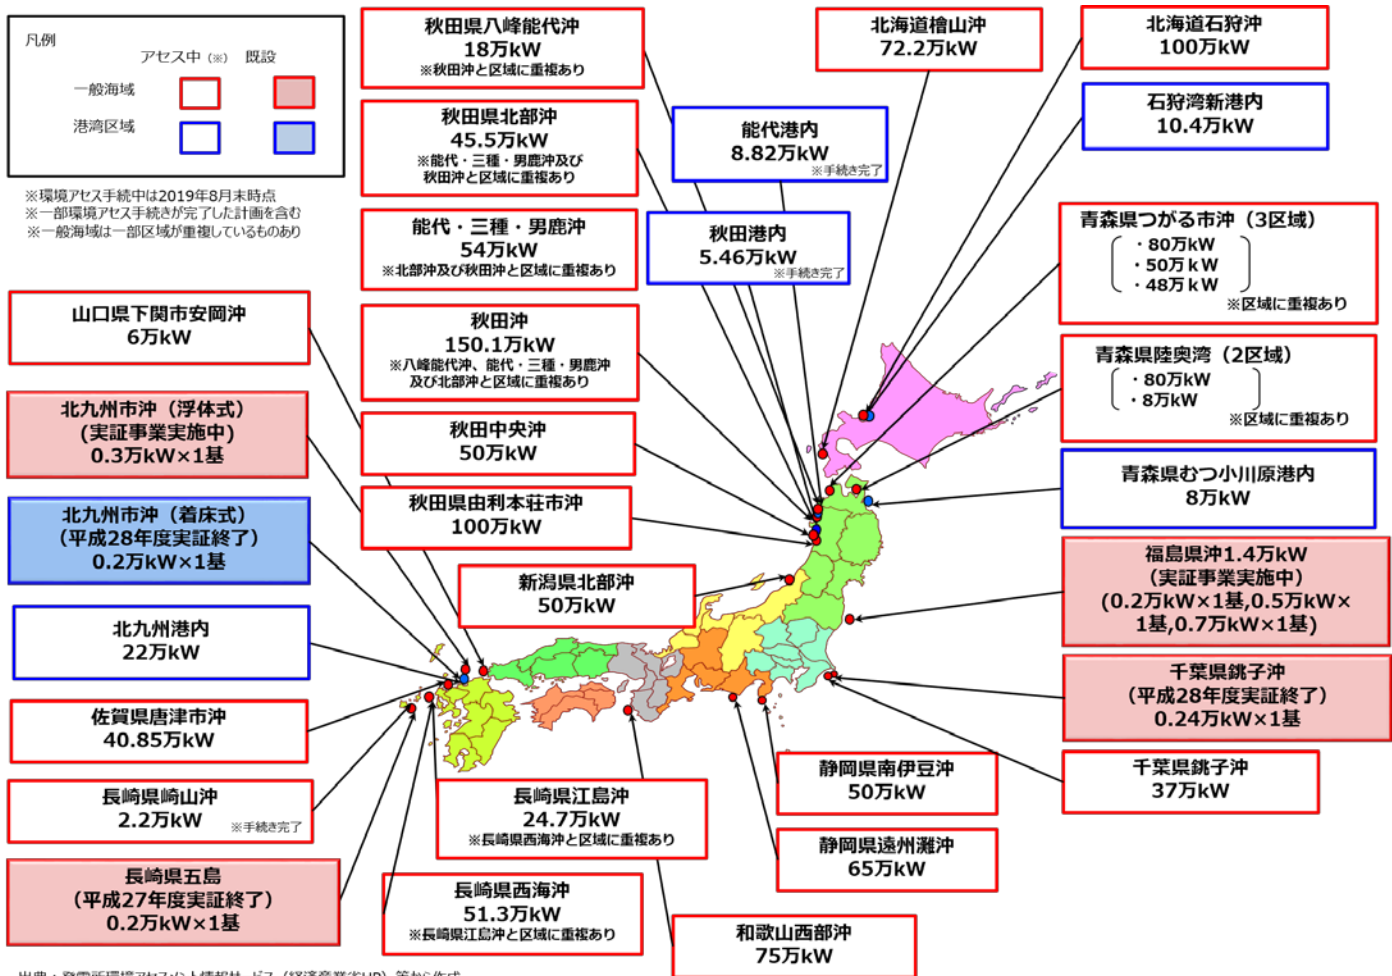 凡例
アセス中（※） 既設
一般海域
港湾区域
※環境アセス手続中は2019年8月末時点
※一部環境アセス手続きが完了した計画を含む
※一般海域は一部区域が重複しているものあり
秋田県八峰能代沖
18万kW
※秋田沖と区域に重複あり
秋田県北部沖
45.5万kW
※能代・三種・男鹿沖及び
秋田沖と区域に重複あり
能代・三種・男鹿沖
54万kW
※北部沖及び秋田沖と区域に重複あり
秋田沖
150.1万kW
※八峰能代沖、能代・三種・男鹿沖
及び北部沖と区域に重複あり
秋田中央沖
50万kW
秋田県由利本荘市沖
100万kW
新潟県北部沖
50万kW
能代港内
8.82万kW
※手続き完了
秋田港内
5.46万kW
※手続き完了
北海道檜山沖
72.2万kW
北海道石狩沖
100万kW
石狩湾新港内
10.4万kW
青森県つがる市沖（3区域）
・80万kW
・50万ｋW
・48万ｋW
※区域に重複あり
青森県陸奥湾（2区域）
・80万kW
・8万kW
※区域に重複あり
青森県むつ小川原港内
8万kW
福島県沖1.4万kW
(実証事業実施中)
(0.2万kW×1基,0.5万kW×
1基,0.7万kW×1基)
千葉県銚子沖
(平成28年度実証終了)
0.24万kW×1基
千葉県銚子沖
37万kW
山口県下関市安岡沖
6万kW
北九州市沖（浮体式）
(実証事業実施中)
0.3万kW×1基
北九州市沖（着床式）
（平成28年度実証終了）
0.2万kW×1基
北九州港内
22万kW
佐賀県唐津市沖
40.85万kW
長崎県崎山沖
2.2万kW
※手続き完了
長崎県五島
（平成27年度実証終了）
0.2万kW×1基
長崎県江島沖
24.7万kW
※長崎県西海沖と区域に重複あり
長崎県西海沖
51.3万kW
※長崎県江島沖と区域に重複あり
静岡県南伊豆沖
50万kW
静岡県遠州灘沖
65万kW
和歌山西部沖
75万kW